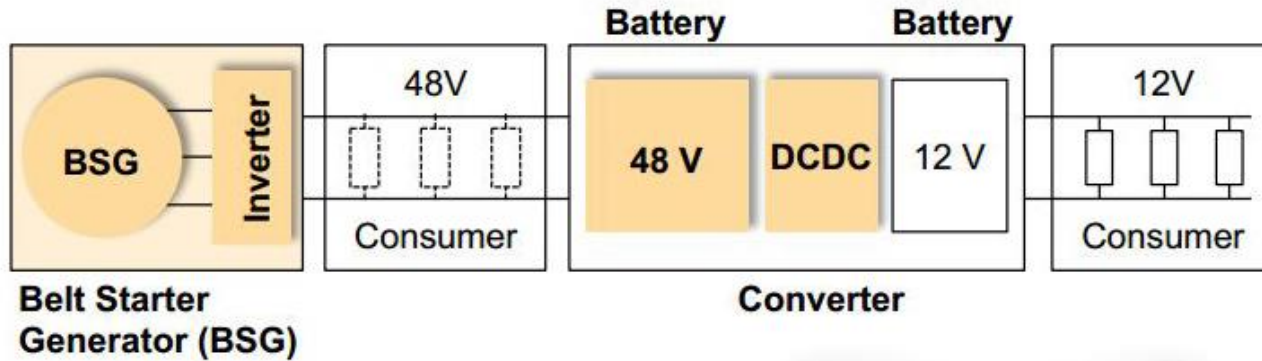 Battery
Battery
BSG
Inverter
48V
Consumer
48 V
DCDC
12 V
12V
Consumer
Belt Starter
Generator (BSG)
Converter